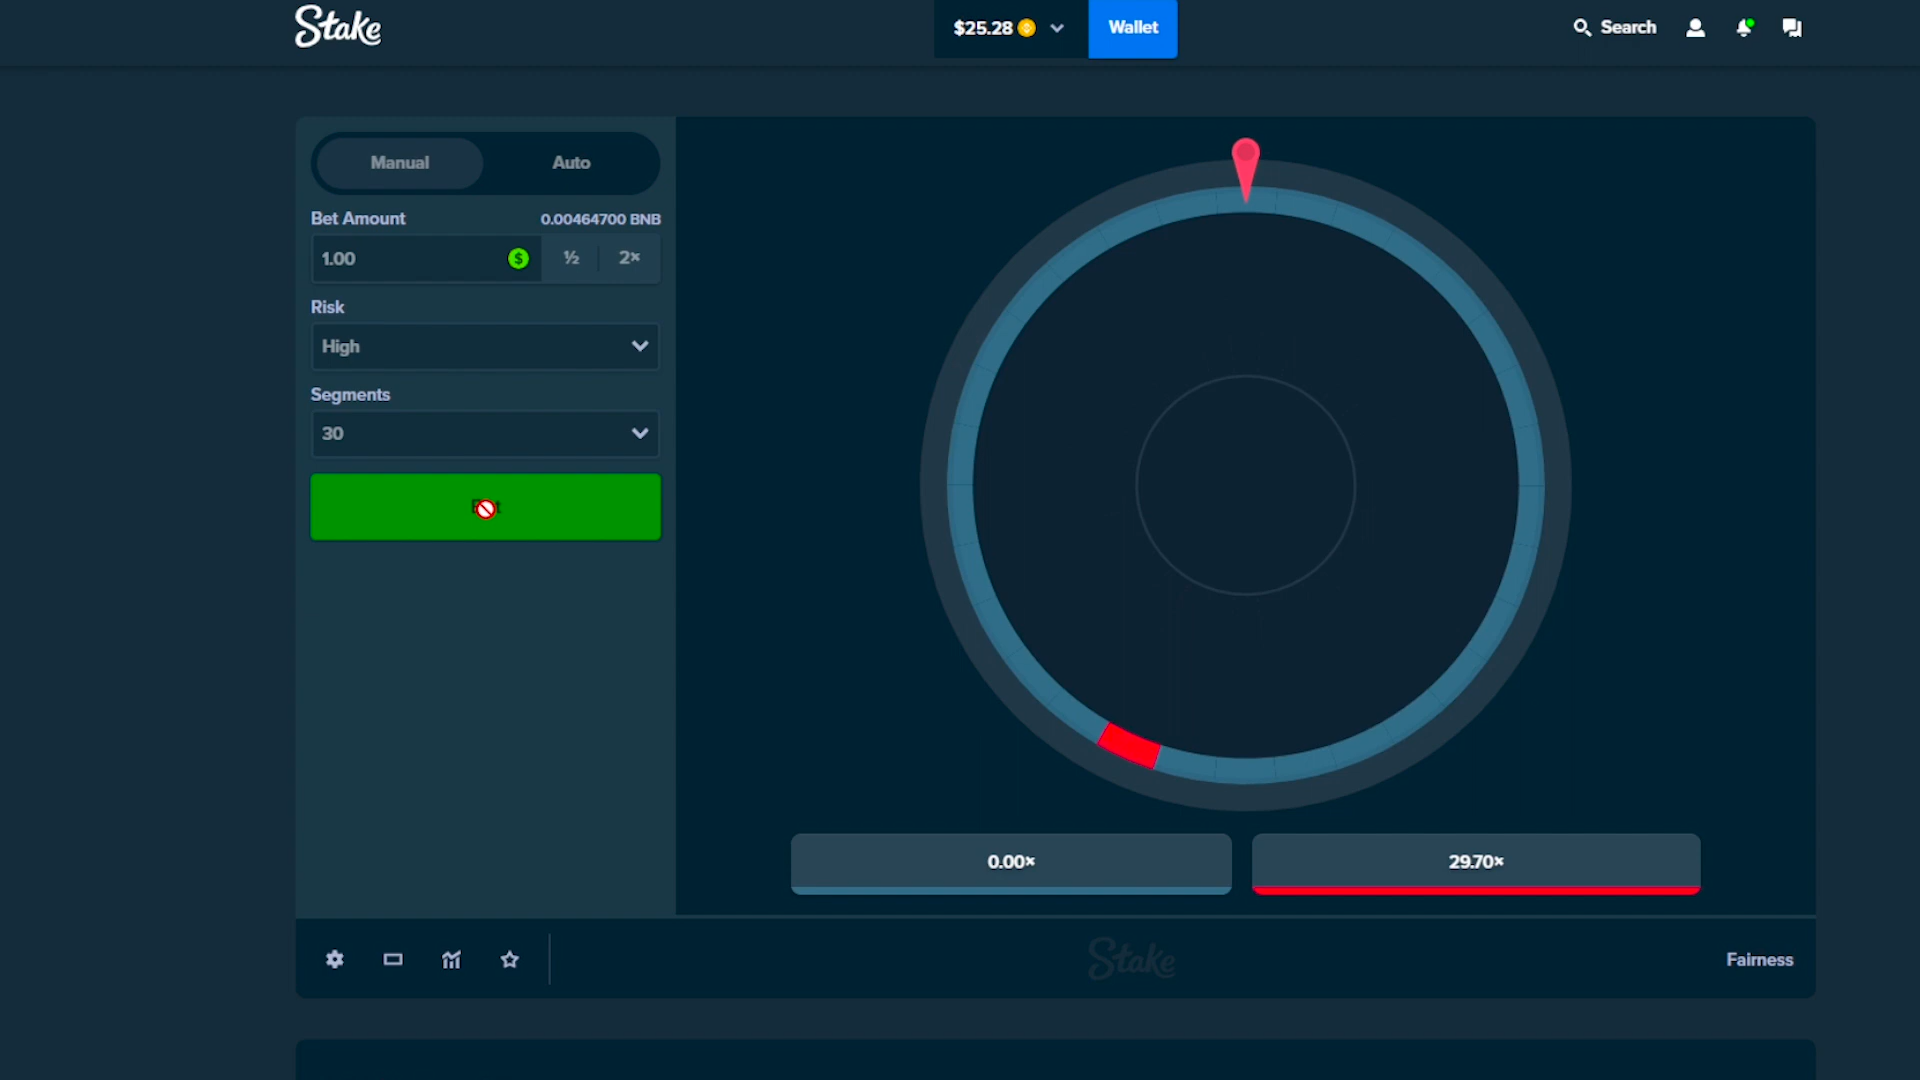 Stake
$25.28
Wallet
Search
Manual
Auto
Bet Amount
0.00464700 BNB
1.00
$
½
2×
Risk
High
Segments
30
0.00×
29.70×
Stake
Fairness